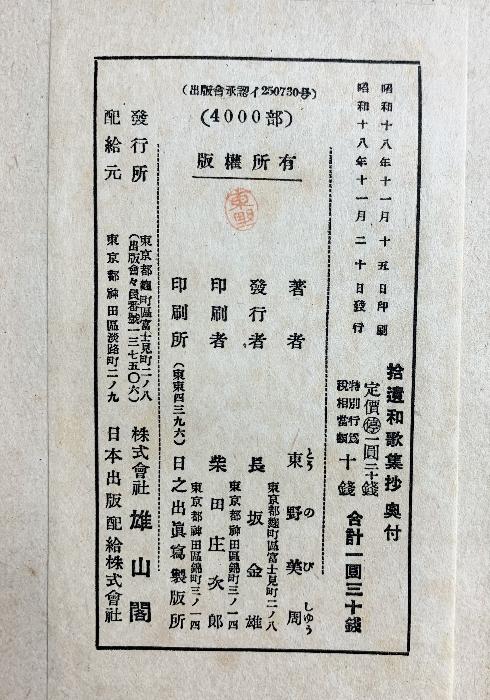 拾遺和歌集抄 奥付
昭和十八年十一月十五日印刷
昭和十八年十一月二十日發行
定價㊞一圓二十錢
特別行爲
稅相當額
十錢
合計一圓三十錢
(出版會承認イ250730号)
(4000部)
版權所有
東野
著者 東野美周
とうのびしゆう
東京都麹町區富士見町二ノ八
發行者 長坂金雄
東京都神田區錦町三ノ一四
印刷者 柴田庄次郎
東京都神田區錦町三ノ一四
印刷所 (東東四三九六) 日之出眞寫製版所
發行所 東京都麹町區富士見町二ノ八
(出版會々員番號一三七五〇六)
株式會社 雄山閣
配給元 東京都神田區淡路町二ノ九 日本出版配給株式會社